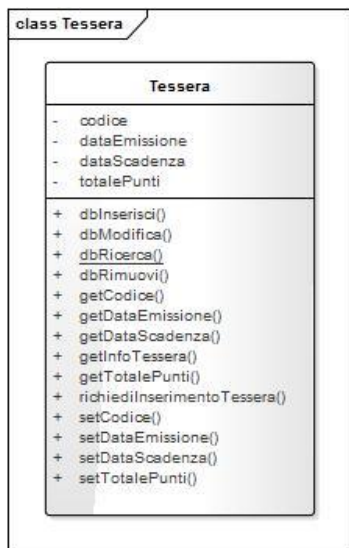 class Tessera
Tessera
- codice
- dataEmissione
- dataScadenza
- totalePunti
+ dbInserisci()
+ dbModifica()
+ dbRicerca()
+ dbRimuovi()
+ getCodice()
+ getDataEmissione()
+ getDataScadenza()
+ getInfoTessera()
+ getTotalePunti()
+ richiediInserimentoTessera()
+ setCodice()
+ setDataEmissione()
+ setDataScadenza()
+ setTotalePunti()